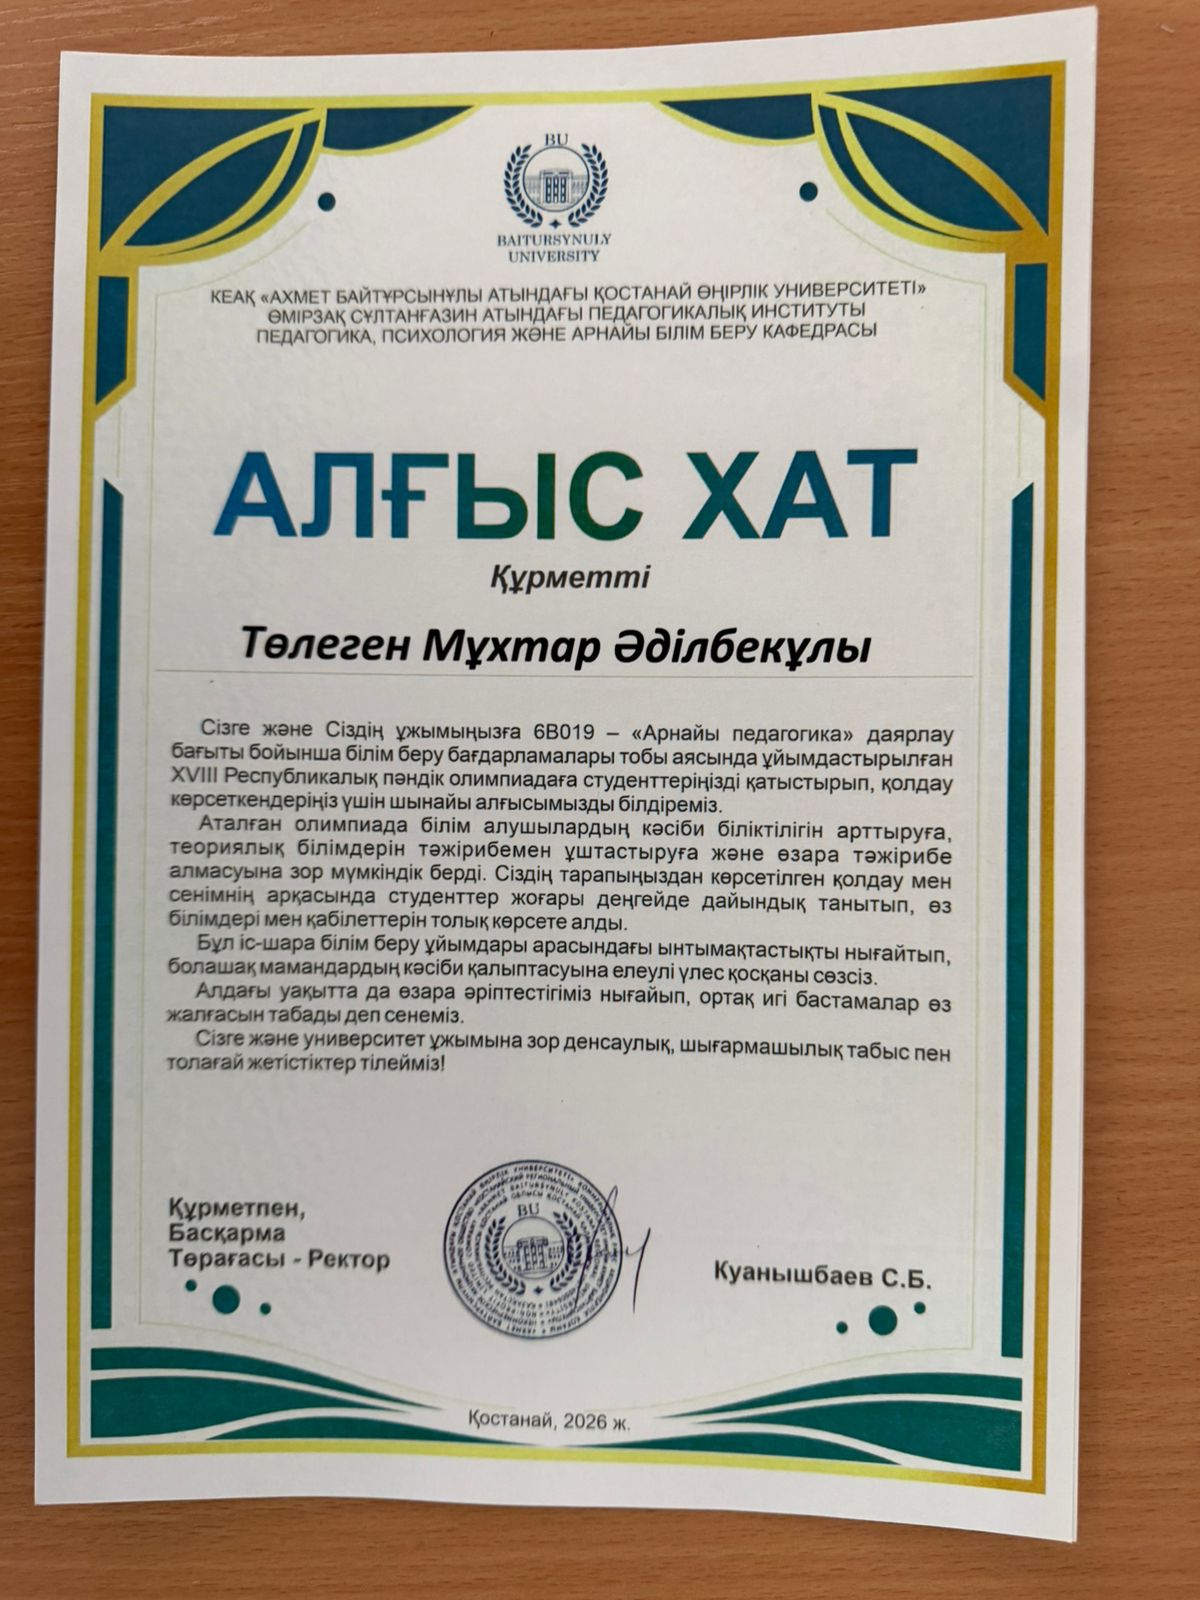 BU
BAITURSYNULY
UNIVERSITY
КЕАҚ «АХМЕТ БАЙТҰРСЫНҰЛЫ АТЫНДАҒЫ ҚОСТАНАЙ ӨҢІРЛІК УНИВЕРСИТЕТІ»
ӨМІРЗАҚ СҰЛТАНҒАЗИН АТЫНДАҒЫ ПЕДАГОГИКАЛЫҚ ИНСТИТУТЫ
ПЕДАГОГИКА, ПСИХОЛОГИЯ ЖӘНЕ АРНАЙЫ БІЛІМ БЕРУ КАФЕДРАСЫ
АЛҒЫС ХАТ
Құрметті
Төлеген Мұхтар Әділбекұлы
Сізге және Сіздің ұжымыңызға 6В019 – «Арнайы педагогика» даярлау
бағыты бойынша білім беру бағдарламалары тобы аясында ұйымдастырылған
XVIII Республикалық пәндік олимпиадаға студенттеріңізді қатыстырып, қолдау
көрсеткендеріңіз үшін шынайы алғысымызды білдіреміз.
Аталған олимпиада білім алушылардың кәсіби біліктілігін арттыруға,
теориялық білімдерін тәжірибемен ұштастыруға және өзара тәжірибе
алмасуына зор мүмкіндік берді. Сіздің тарапыңыздан көрсетілген қолдау мен
сенімнің арқасында студенттер жоғары деңгейде дайындық танытып, өз
білімдері мен қабілеттерін толық көрсете алды.
Бұл іс-шара білім беру ұйымдары арасындағы ынтымақтастықты нығайтып,
болашақ мамандардың кәсіби қалыптасуына елеулі үлес қосқаны сөзсіз.
Алдағы уақытта да өзара әріптестігіміз нығайып, ортақ игі бастамалар өз
жалғасын табады деп сенеміз.
Сізге және университет ұжымына зор денсаулық, шығармашылық табыс пен
толағай жетістіктер тілейміз!
Құрметпен,
Басқарма
Төрағасы - Ректор
BU
Куанышбаев С.Б.
Қостанай, 2026 ж.